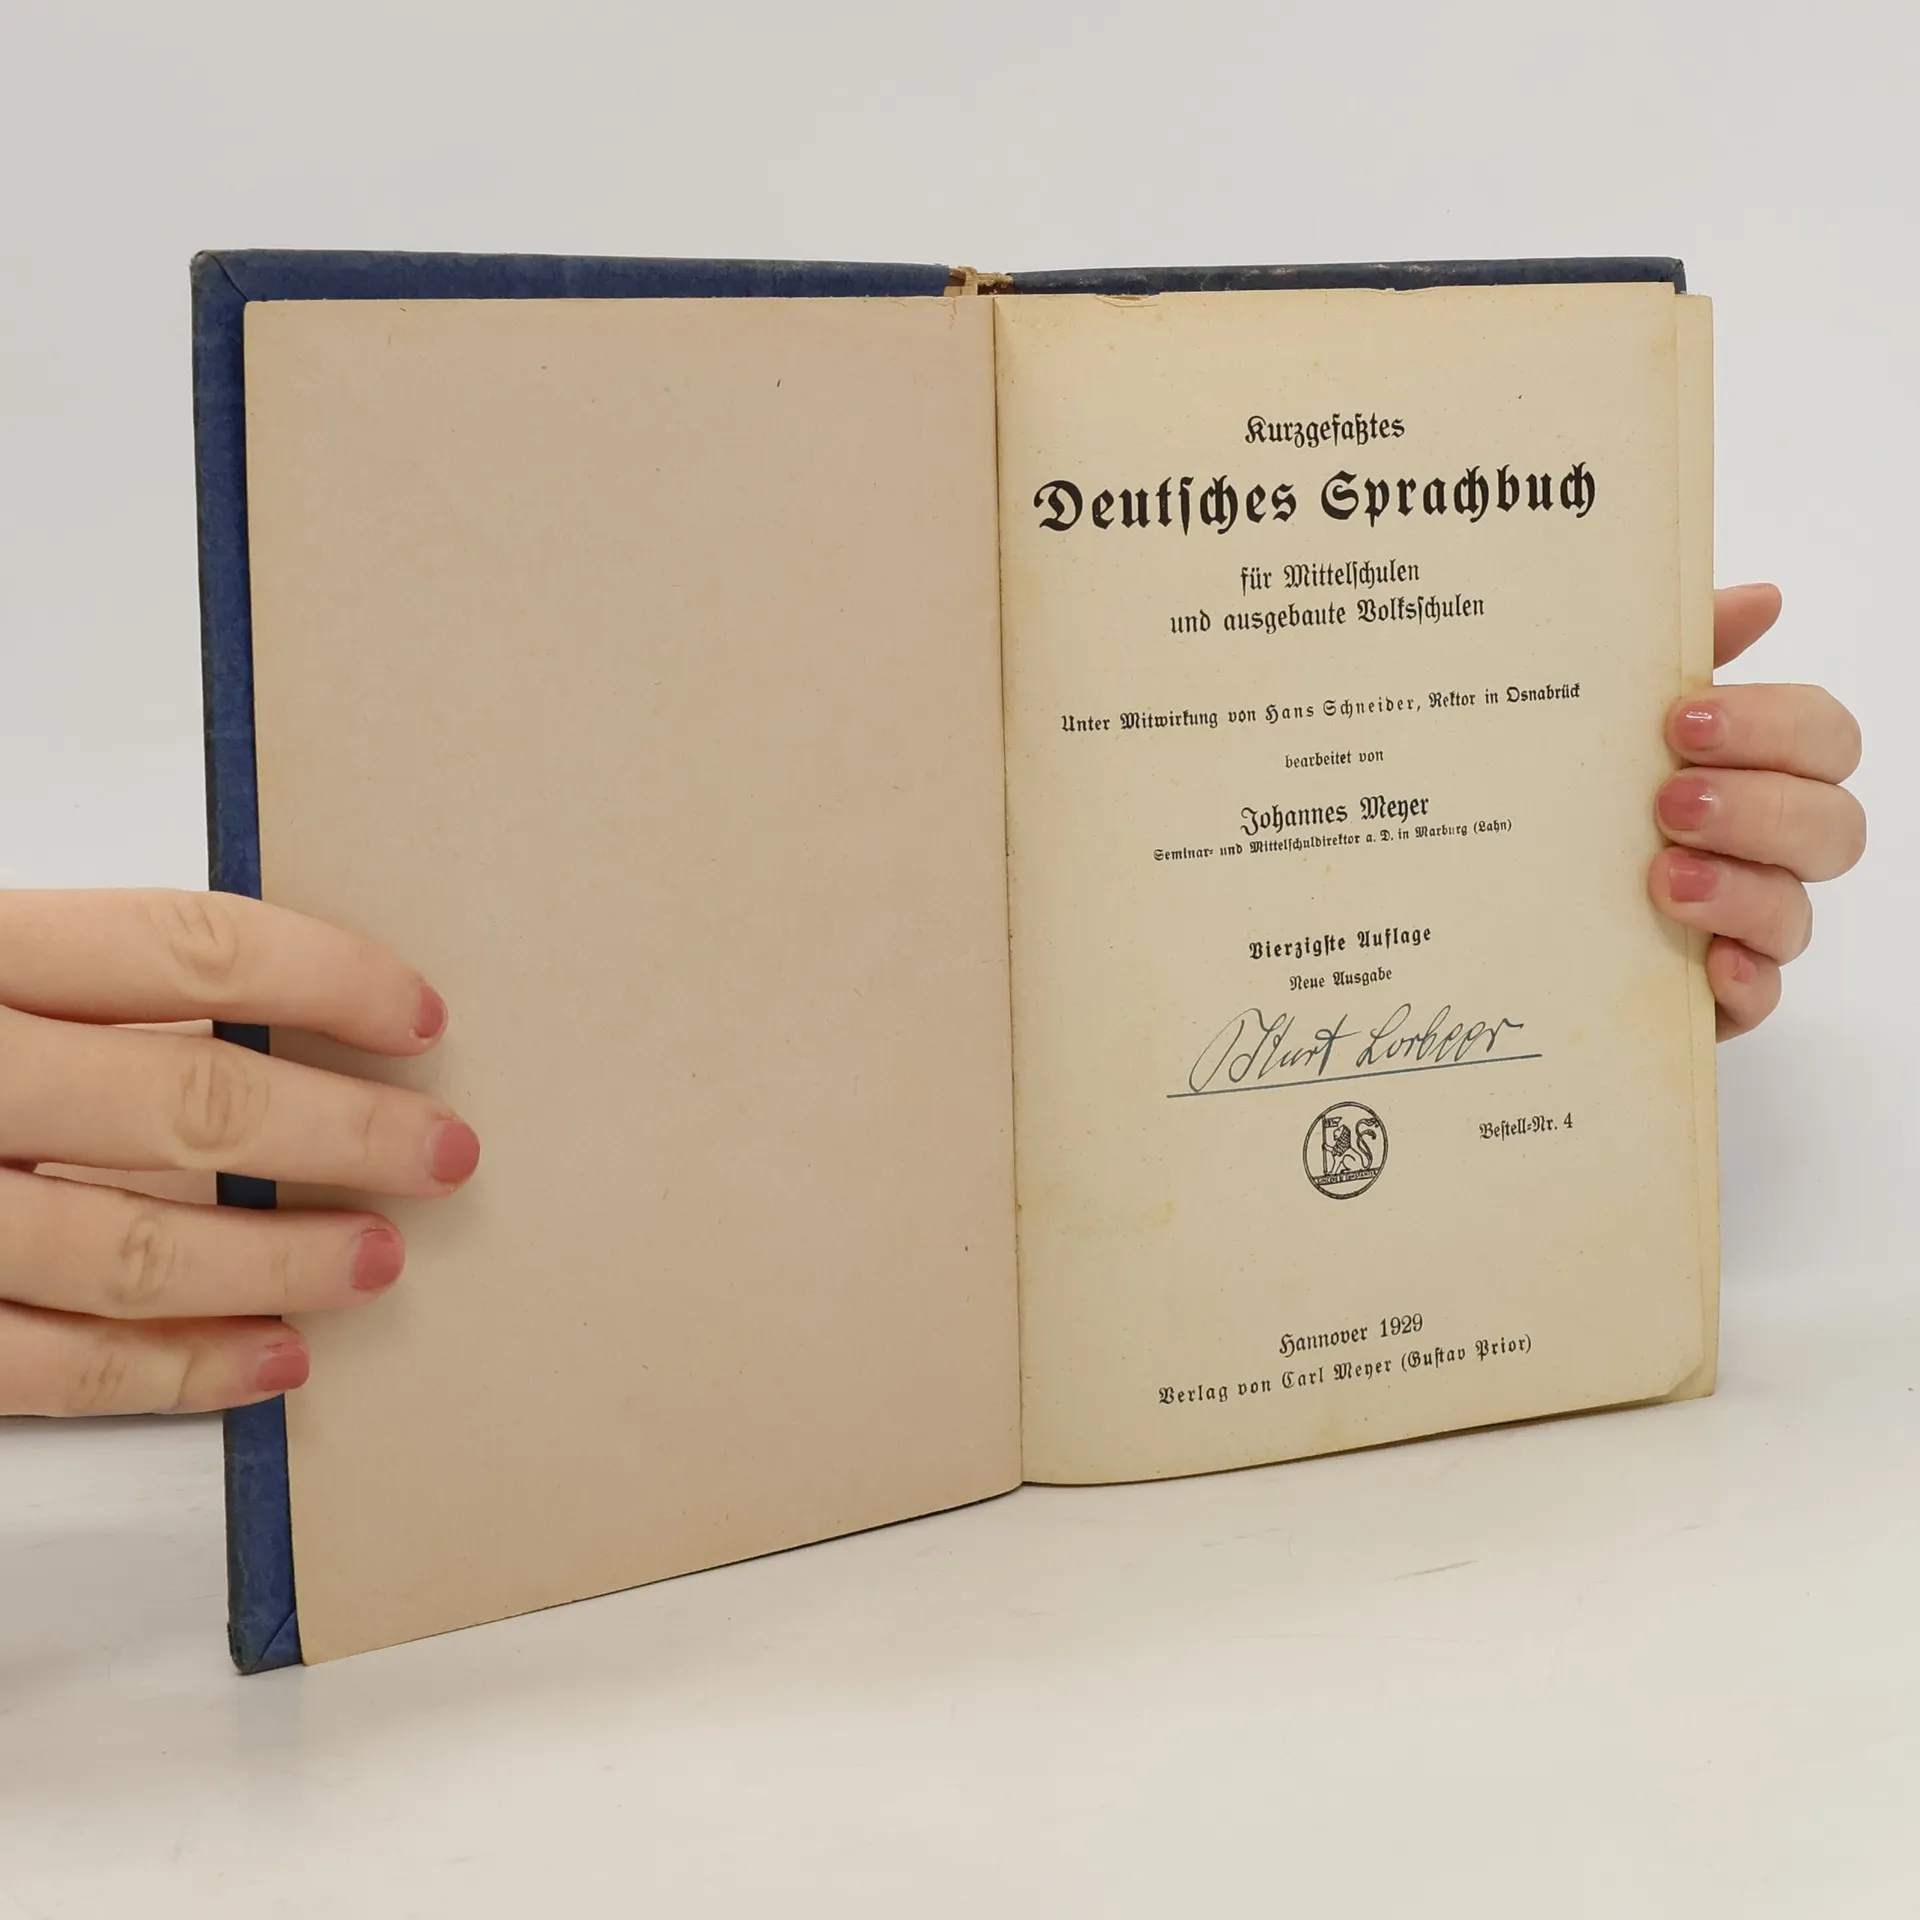 Kurzgefaßtes
Deutsches Sprachbuch
für Mittelschulen
und ausgebaute Volksschulen
Unter Mitwirkung von Hans Schneider, Rektor in Osnabrück
bearbeitet von
Johannes Meyer
Seminar- und Mittelschuldirektor a. D. in Marburg (Lahn)
Vierzigste Auflage
Neue Ausgabe
Kurt Lorbeer
Bestell-Nr. 4
Hannover 1929
Verlag von Carl Meyer (Gustav Prior)